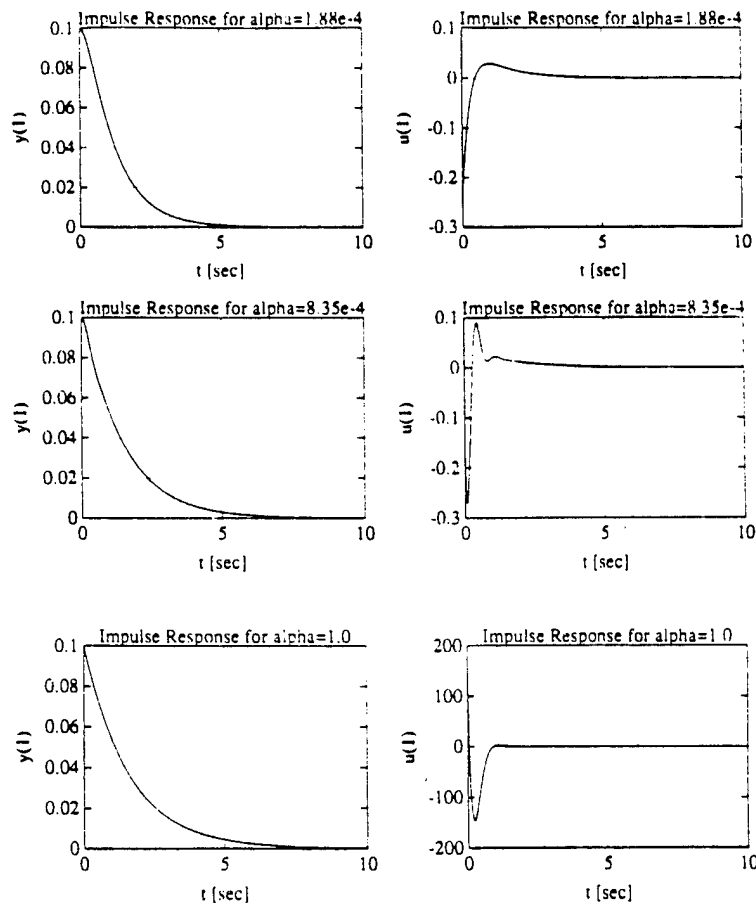 Impulse Response for alpha=1.88e-4
0.1
0.08
0.06
0.04
0.02
0
y(1)
0
5
10
t [sec]
Impulse Response for alpha=1.88e-4
0.1
0
-0.1
-0.2
-0.3
u(1)
0
5
10
t [sec]
Impulse Response for alpha=8.35e-4
0.1
0.08
0.06
0.04
0.02
0
y(1)
0
5
10
t [sec]
Impulse Response for alpha=8.35e-4
0.1
0
-0.1
-0.2
-0.3
u(1)
0
5
10
t [sec]
Impulse Response for alpha=1.0
0.1
0.08
0.06
0.04
0.02
0
y(1)
0
5
10
t [sec]
Impulse Response for alpha=1.0
200
100
0
-100
-200
u(1)
0
5
10
t [sec]